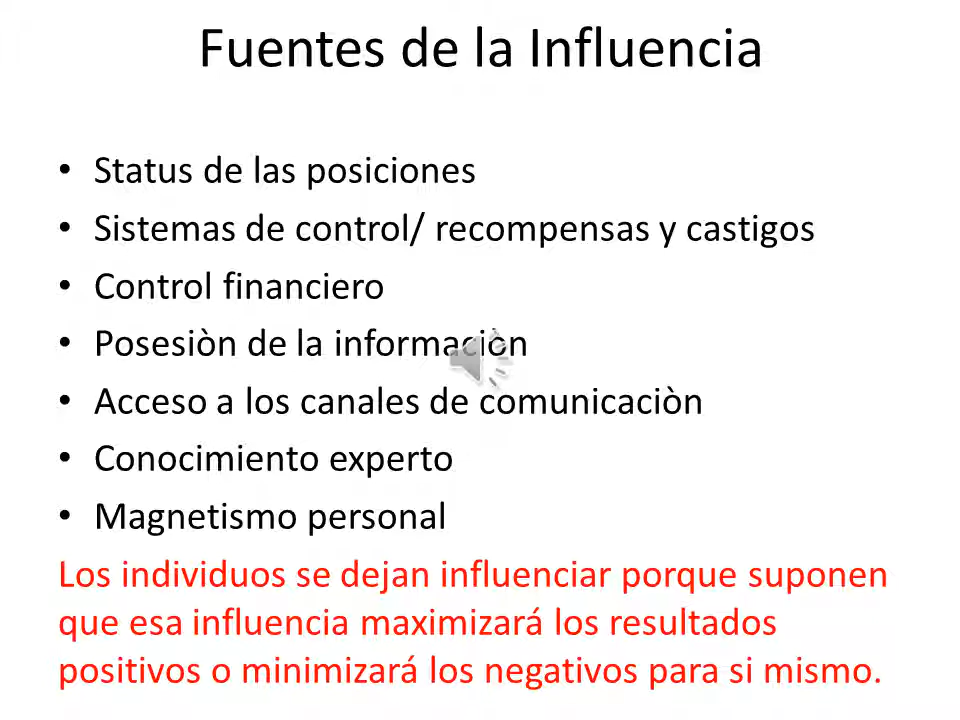 Fuentes de la Influencia
• Status de las posiciones
• Sistemas de control/ recompensas y castigos
• Control financiero
• Posesiòn de la informaciòn
• Acceso a los canales de comunicaciòn
• Conocimiento experto
• Magnetismo personal
Los individuos se dejan influenciar porque suponen
que esa influencia maximizará los resultados
positivos o minimizará los negativos para si mismo.